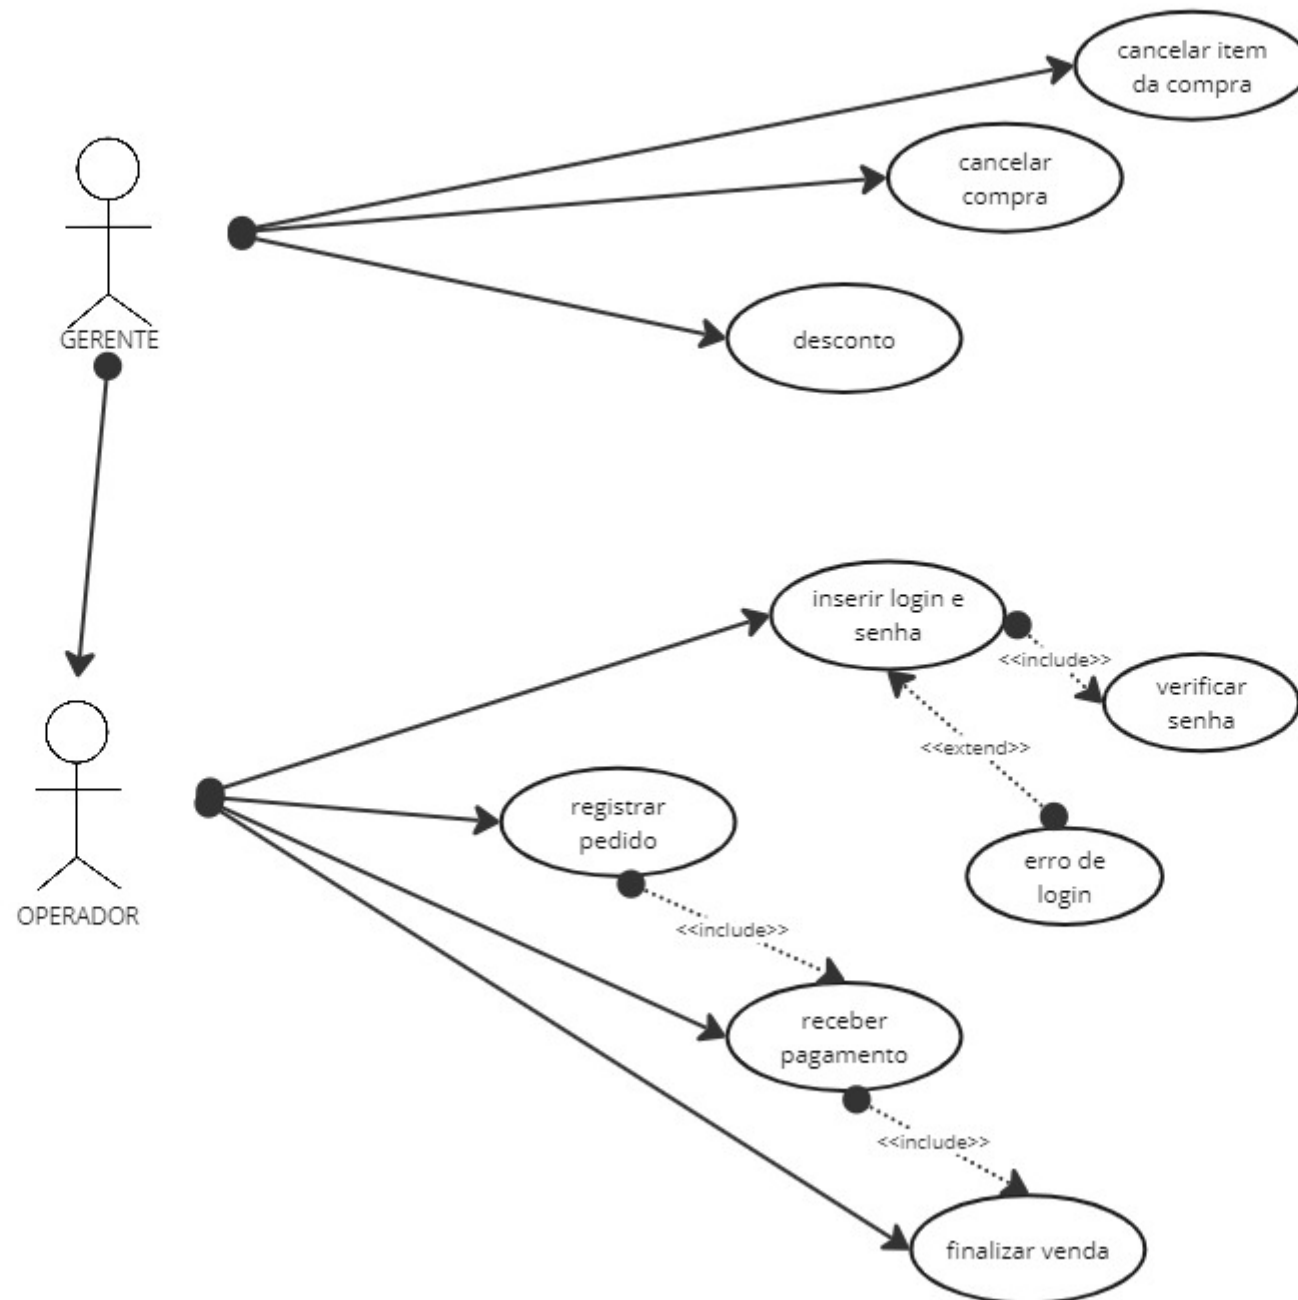 cancelar item
da compra
cancelar
compra
GERENTE
desconto
inserir login e
senha
<<include>>
verificar
senha
<<extend>>
registrar
pedido
erro de
login
OPERADOR
<<include>>
receber
pagamento
<<include>>
finalizar venda